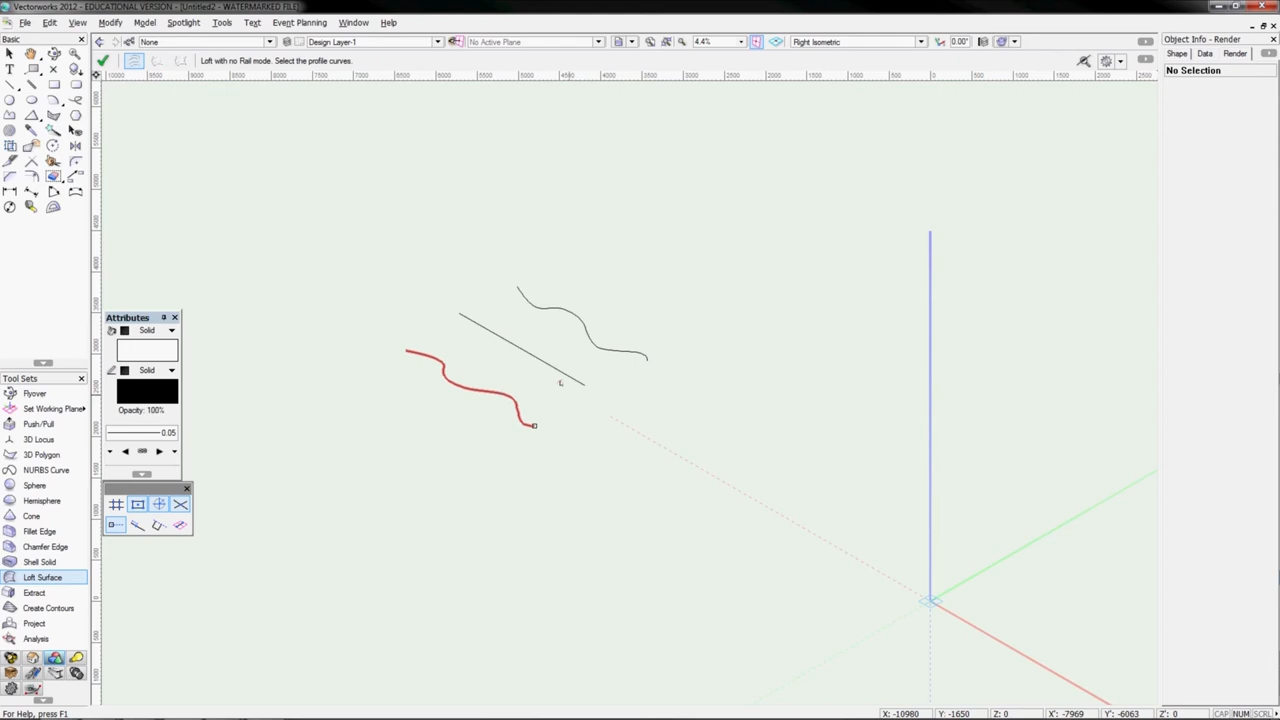 Vectorworks 2012 - EDUCATIONAL VERSION - [Untitled2 - WATERMARKED FILE]
File Edit View Modify Model Spotlight Tools Text Event Planning Window Help
Basic
None
Design Layer-1
No Active Plane
4.4%
Right Isometric
0.00°
Loft with no Rail mode. Select the profile curves.
Object Info - Render
Shape Data Render
No Selection
Attributes
Solid
Solid
Opacity: 100%
0.05
Tool Sets
Flyover
Set Working Plane
Push/Pull
3D Locus
3D Polygon
NURBS Curve
Sphere
Hemisphere
Cone
Fillet Edge
Chamfer Edge
Shell Solid
Loft Surface
Extract
Create Contours
Project
Analysis
For Help, press F1
X: -10980 Y: -1650 Z: 0 X': -7969 Y': -6063 Z': 0 CAP NUM SCRL